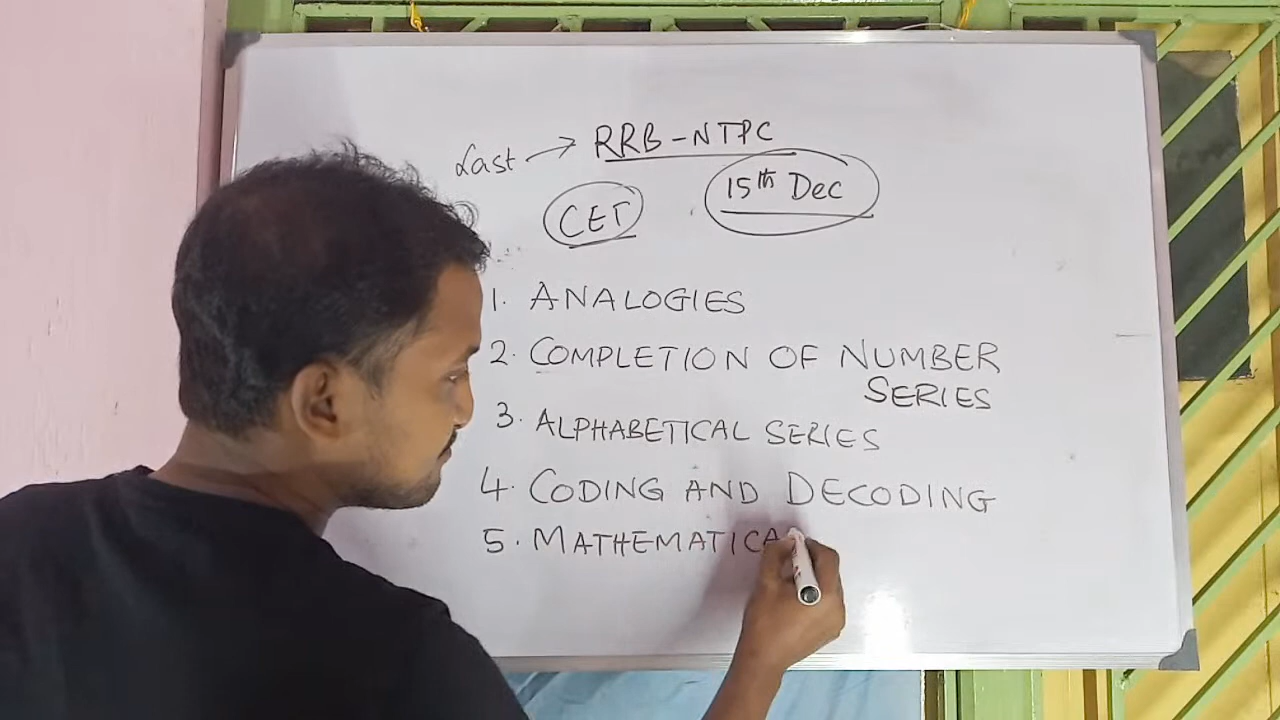 Last → RRB-NTPC
CET 15th Dec
1. ANALOGIES
2. COMPLETION OF NUMBER
SERIES
3. ALPHABETICAL SERIES
4. CODING AND DECODING
5. MATHEMATICA